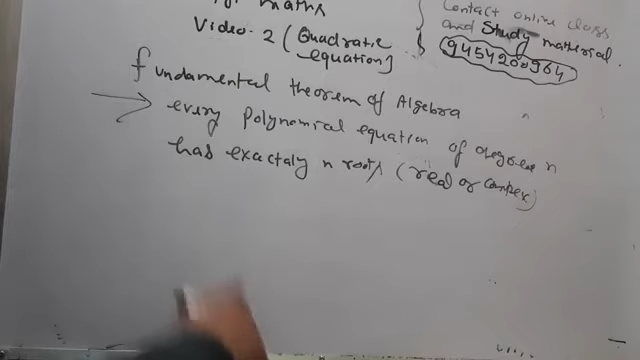 maths
Video-2 (Quadratic equation)
Contact online class
and Study material.
9454200964
fundamental theorem of Algebra
every polynomial equation of degree n
has exactaly n roots (real or complex)